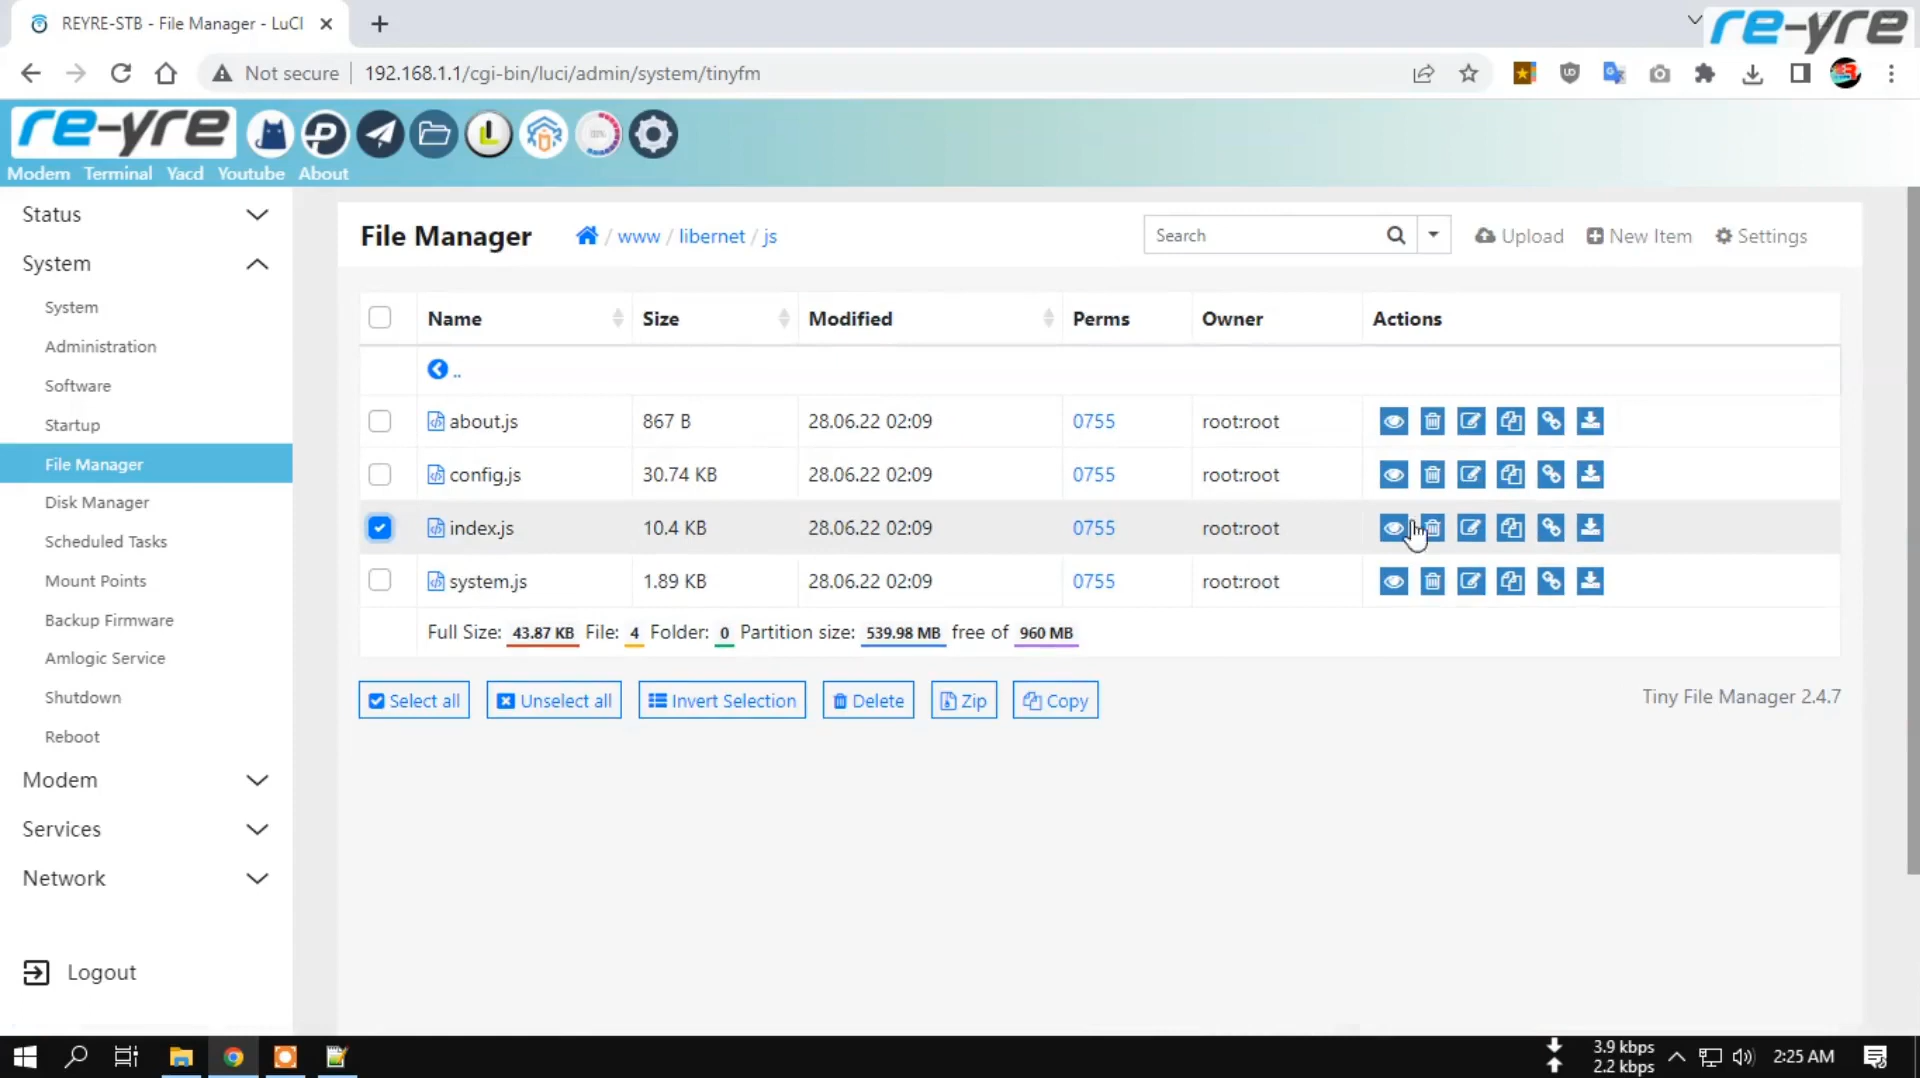 REYRE-STB - File Manager - LuCI
re-yre
Not secure
192.168.1.1/cgi-bin/luci/admin/system/tinyfm
re-yre
Modem Terminal Yacd Youtube About
Status
System
System
Administration
Software
Startup
File Manager
Disk Manager
Scheduled Tasks
Mount Points
Backup Firmware
Amlogic Service
Shutdown
Reboot
Modem
Services
Network
Logout
File Manager / www / libernet / js
Search
Upload
New Item
Settings
Name Size Modified Perms Owner Actions
..
about.js 867 B 28.06.22 02:09 0755 root:root
config.js 30.74 KB 28.06.22 02:09 0755 root:root
index.js 10.4 KB 28.06.22 02:09 0755 root:root
system.js 1.89 KB 28.06.22 02:09 0755 root:root
Full Size: 43.87 KB File: 4 Folder: 0 Partition size: 539.98 MB free of 960 MB
Select all Unselect all Invert Selection Delete Zip Copy
Tiny File Manager 2.4.7
3.9 kbps
2.2 kbps
2:25 AM